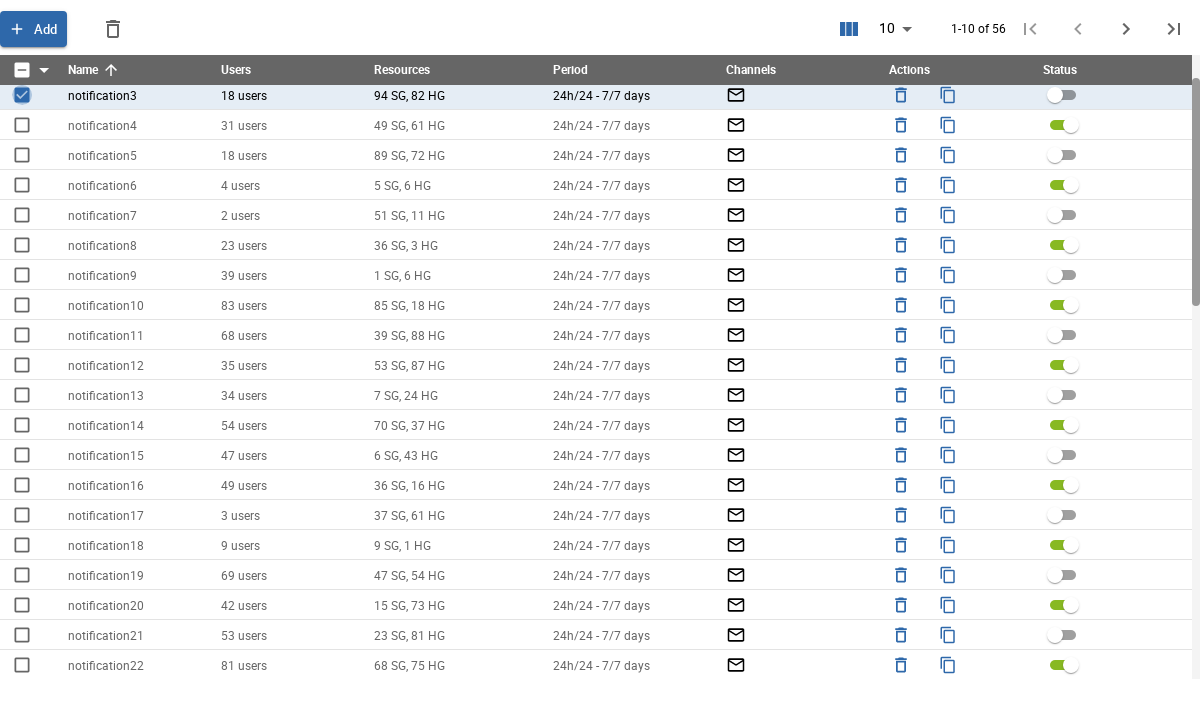 Add 10 1-10 of 56
Name Users Resources Period Channels Actions Status
notification3 18 users 94 SG, 82 HG 24h/24 - 7/7 days
notification4 31 users 49 SG, 61 HG 24h/24 - 7/7 days
notification5 18 users 89 SG, 72 HG 24h/24 - 7/7 days
notification6 4 users 5 SG, 6 HG 24h/24 - 7/7 days
notification7 2 users 51 SG, 11 HG 24h/24 - 7/7 days
notification8 23 users 36 SG, 3 HG 24h/24 - 7/7 days
notification9 39 users 1 SG, 6 HG 24h/24 - 7/7 days
notification10 83 users 85 SG, 18 HG 24h/24 - 7/7 days
notification11 68 users 39 SG, 88 HG 24h/24 - 7/7 days
notification12 35 users 53 SG, 87 HG 24h/24 - 7/7 days
notification13 34 users 7 SG, 24 HG 24h/24 - 7/7 days
notification14 54 users 70 SG, 37 HG 24h/24 - 7/7 days
notification15 47 users 6 SG, 43 HG 24h/24 - 7/7 days
notification16 49 users 36 SG, 16 HG 24h/24 - 7/7 days
notification17 3 users 37 SG, 61 HG 24h/24 - 7/7 days
notification18 9 users 9 SG, 1 HG 24h/24 - 7/7 days
notification19 69 users 47 SG, 54 HG 24h/24 - 7/7 days
notification20 42 users 15 SG, 73 HG 24h/24 - 7/7 days
notification21 53 users 23 SG, 81 HG 24h/24 - 7/7 days
notification22 81 users 68 SG, 75 HG 24h/24 - 7/7 days